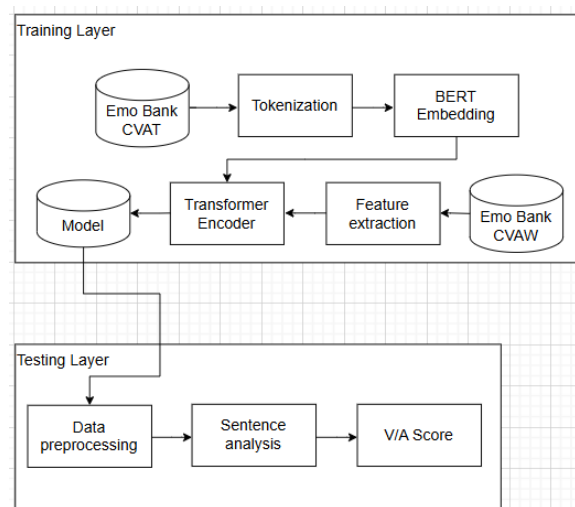 Training Layer
Emo Bank
CVAT
Tokenization
BERT
Embedding
Model
Transformer
Encoder
Feature
extraction
Emo Bank
CVAW
Testing Layer
Data
preprocessing
Sentence
analysis
V/A Score